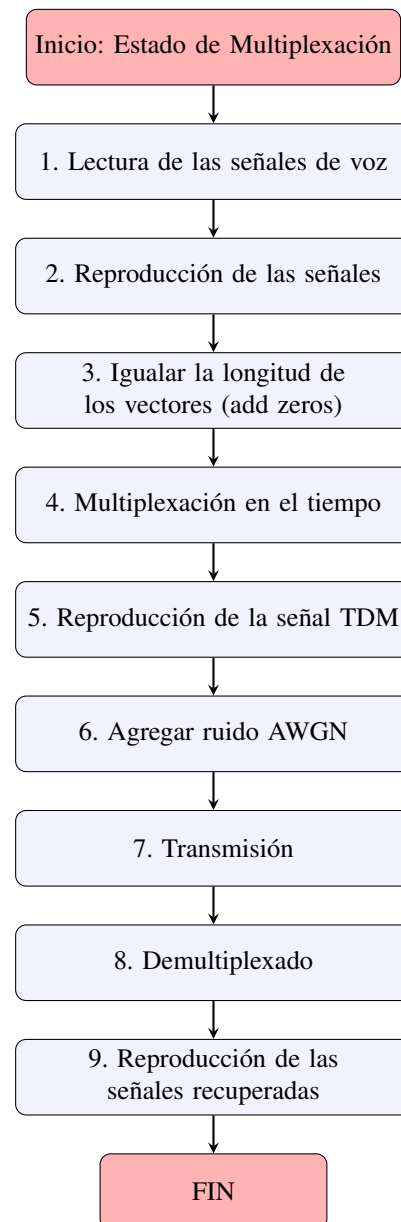 Inicio: Estado de Multiplexación
1. Lectura de las señales de voz
2. Reproducción de las señales
3. Igualar la longitud de
los vectores (add zeros)
4. Multiplexación en el tiempo
5. Reproducción de la señal TDM
6. Agregar ruido AWGN
7. Transmisión
8. Demultiplexado
9. Reproducción de las
señales recuperadas
FIN